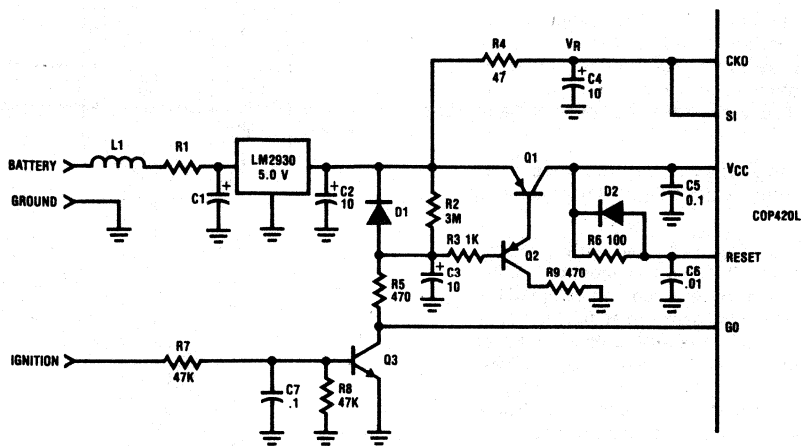 R4
47
VR
C4
10
+
CKO
SI
L1
R1
LM2930
5.0 V
BATTERY
GROUND
C1
+
C2
10
+
D1
R2
3M
Q1
VCC
D2
C5
0.1
COP420L
R3 1K
Q2
R6 100
RESET
C3
10
+
R5
470
R9 470
C6
.01
GO
IGNITION
R7
47K
C7
.1
R8
47K
Q3